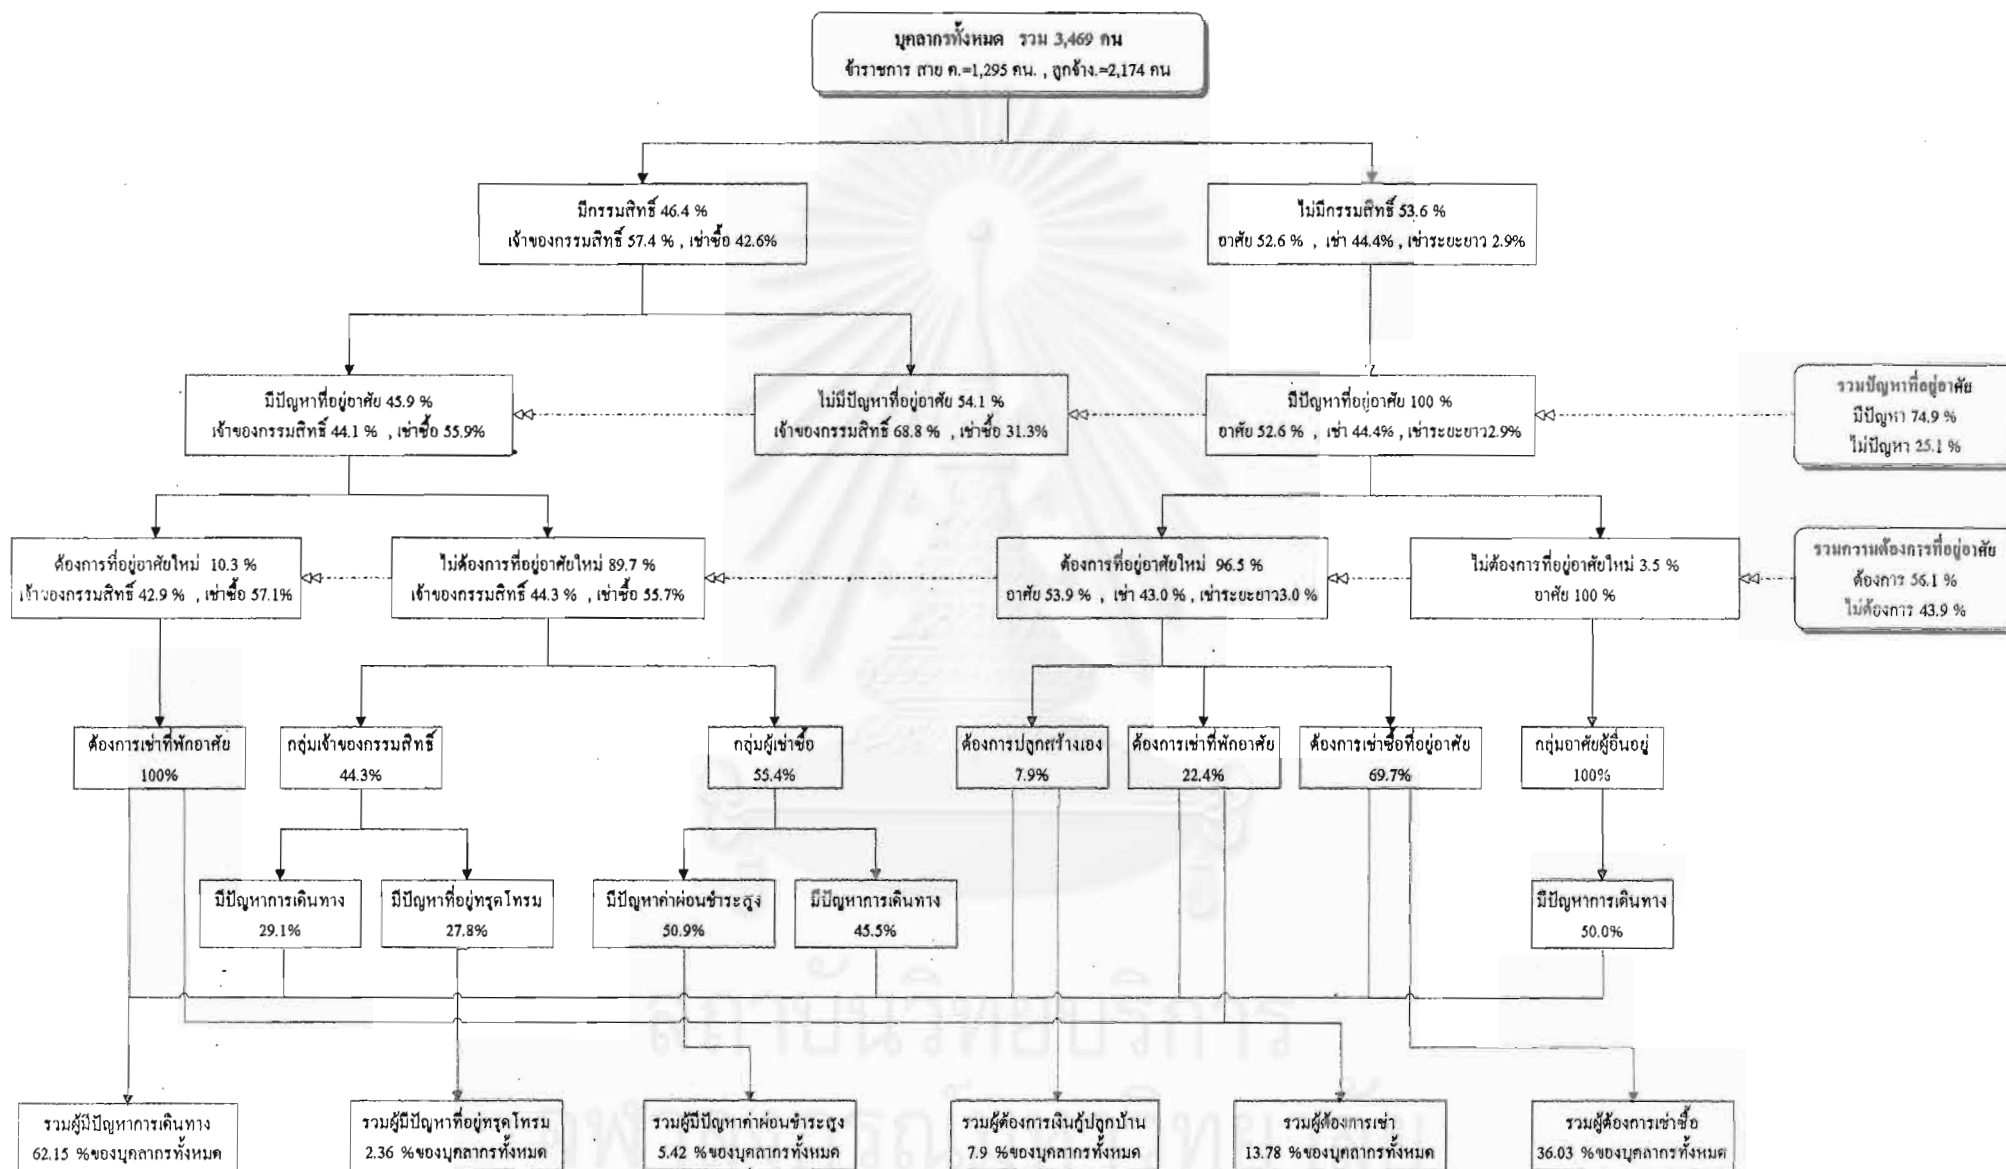 บุคลากรทั้งหมด รวม 3,469 คน
ข้าราชการ สาย ค.=1,295 คน. , ลูกจ้าง.=2,174 คน
มีกรรมสิทธิ์ 46.4 %
เจ้าของกรรมสิทธิ์ 57.4 % , เช่าซื้อ 42.6%
ไม่มีกรรมสิทธิ์ 53.6 %
อาศัย 52.6 % , เช่า 44.4% , เช่าระยะยาว 2.9%
มีปัญหาที่อยู่อาศัย 45.9 %
เจ้าของกรรมสิทธิ์ 44.1 % , เช่าซื้อ 55.9%
ไม่มีปัญหาที่อยู่อาศัย 54.1 %
เจ้าของกรรมสิทธิ์ 68.8 % , เช่าซื้อ 31.3%
มีปัญหาที่อยู่อาศัย 100 %
อาศัย 52.6 % , เช่า 44.4% , เช่าระยะยาว2.9%
รวมปัญหาที่อยู่อาศัย
มีปัญหา 74.9 %
ไม่ปัญหา 25.1 %
ต้องการที่อยู่อาศัยใหม่ 10.3 %
เจ้าของกรรมสิทธิ์ 42.9 % , เช่าซื้อ 57.1%
ไม่ต้องการที่อยู่อาศัยใหม่ 89.7 %
เจ้าของกรรมสิทธิ์ 44.3 % , เช่าซื้อ 55.7%
ต้องการที่อยู่อาศัยใหม่ 96.5 %
อาศัย 53.9 % , เช่า 43.0 % , เช่าระยะยาว3.0 %
ไม่ต้องการที่อยู่อาศัยใหม่ 3.5 %
อาศัย 100 %
รวมความต้องการที่อยู่อาศัย
ต้องการ 56.1 %
ไม่ต้องการ 43.9 %
ต้องการเช่าที่พักอาศัย
100%
กลุ่มเจ้าของกรรมสิทธิ์
44.3%
กลุ่มผู้เช่าซื้อ
55.4%
ต้องการปลูกสร้างเอง
7.9%
ต้องการเช่าที่พักอาศัย
22.4%
ต้องการเช่าซื้อที่อยู่อาศัย
69.7%
กลุ่มอาศัยผู้อื่นอยู่
100%
มีปัญหาการเดินทาง
29.1%
มีปัญหาที่อยู่ทรุดโทรม
27.8%
มีปัญหาค่าผ่อนชำระสูง
50.9%
มีปัญหาการเดินทาง
45.5%
มีปัญหาการเดินทาง
50.0%
สถาบันวิทยบริการ
จุฬาลงกรณ์มหาวิทยาลัย
รวมผู้มีปัญหาการเดินทาง
62.15 %ของบุคลากรทั้งหมด
รวมผู้มีปัญหาที่อยู่ทรุดโทรม
2.36 %ของบุคลากรทั้งหมด
รวมผู้มีปัญหาค่าผ่อนชำระสูง
5.42 %ของบุคลากรทั้งหมด
รวมผู้ต้องการเงินกู้ปลูกบ้าน
7.9 %ของบุคลากรทั้งหมด
รวมผู้ต้องการเช่า
13.78 %ของบุคลากรทั้งหมด
รวมผู้ต้องการเช่าซื้อ
36.03 %ของบุคลากรทั้งหมด